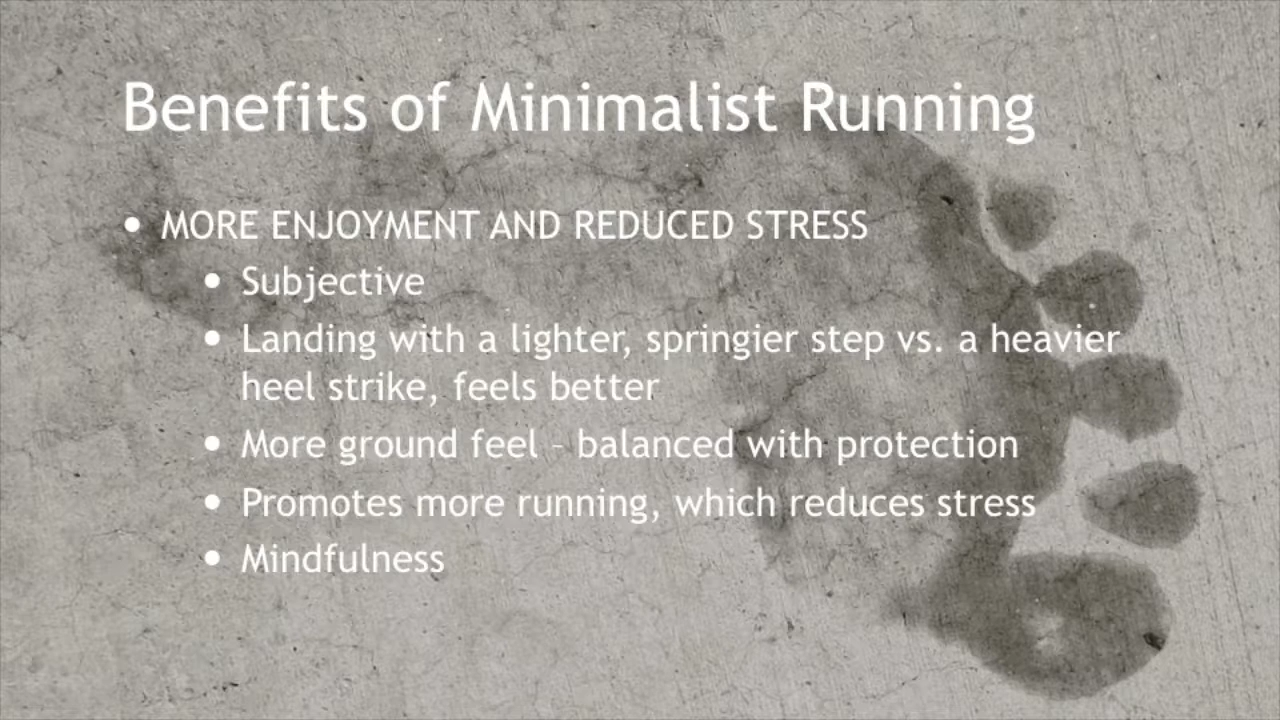 Benefits of Minimalist Running
• MORE ENJOYMENT AND REDUCED STRESS
• Subjective
• Landing with a lighter, springier step vs. a heavier
heel strike, feels better
• More ground feel – balanced with protection
• Promotes more running, which reduces stress
• Mindfulness